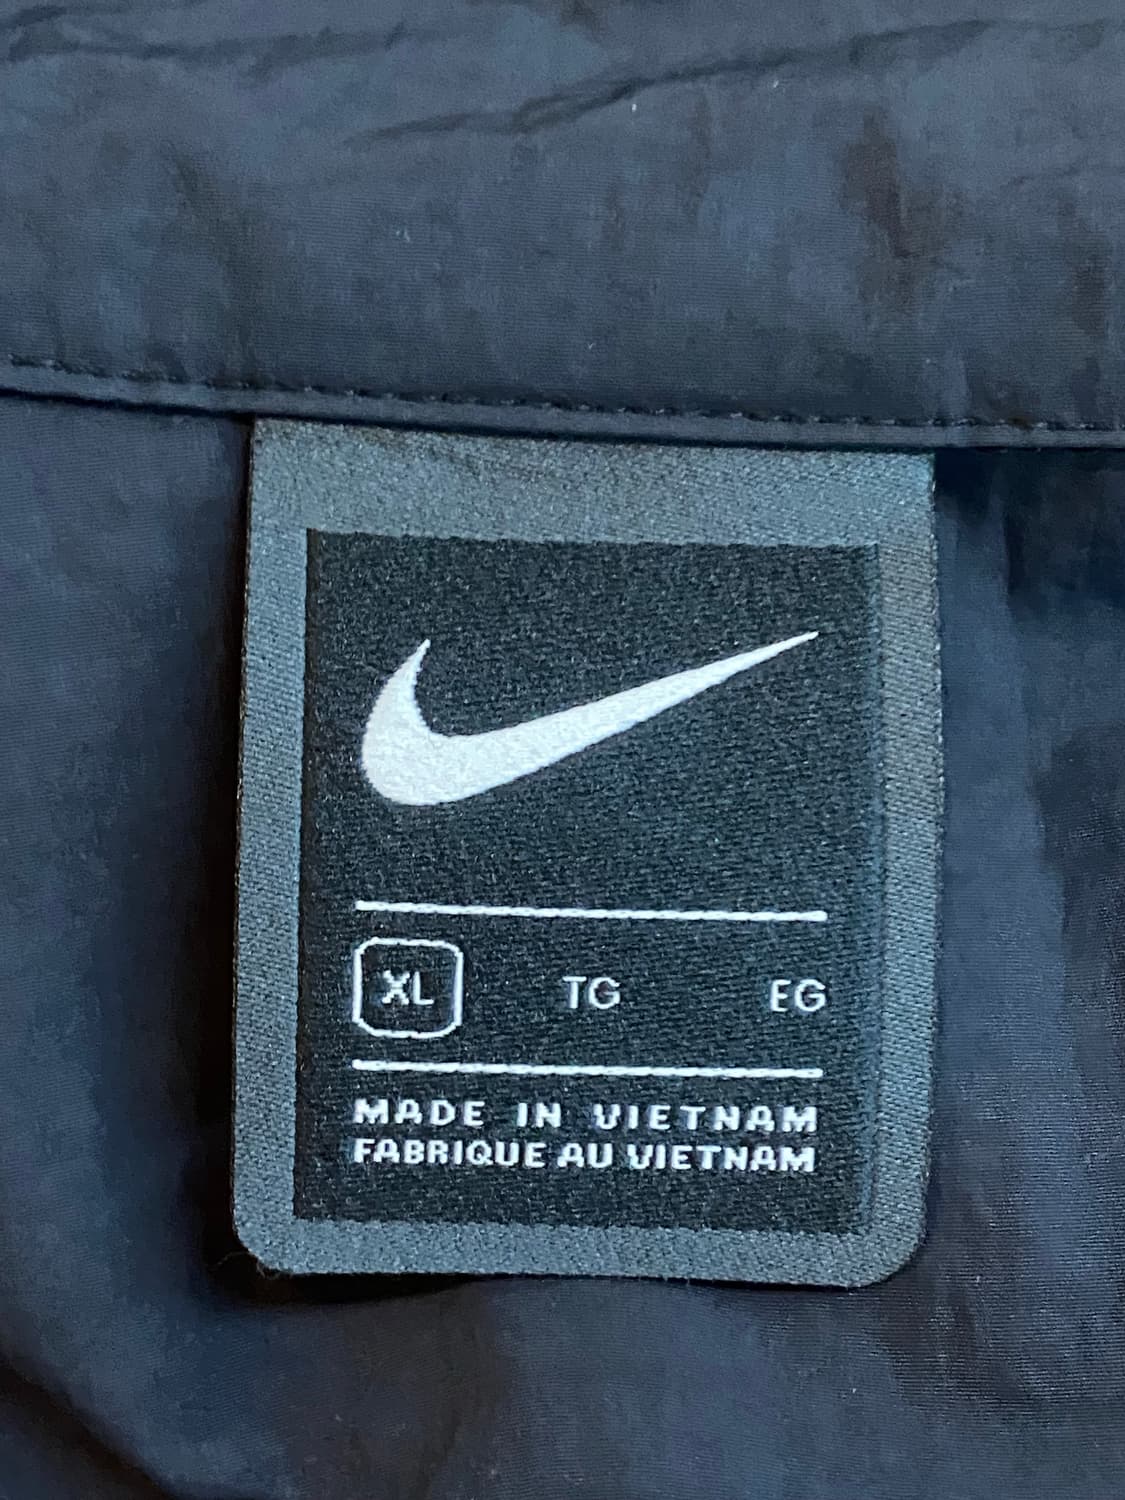 XL TG EG
MADE IN VIETNAM
FABRIQUE AU VIETNAM